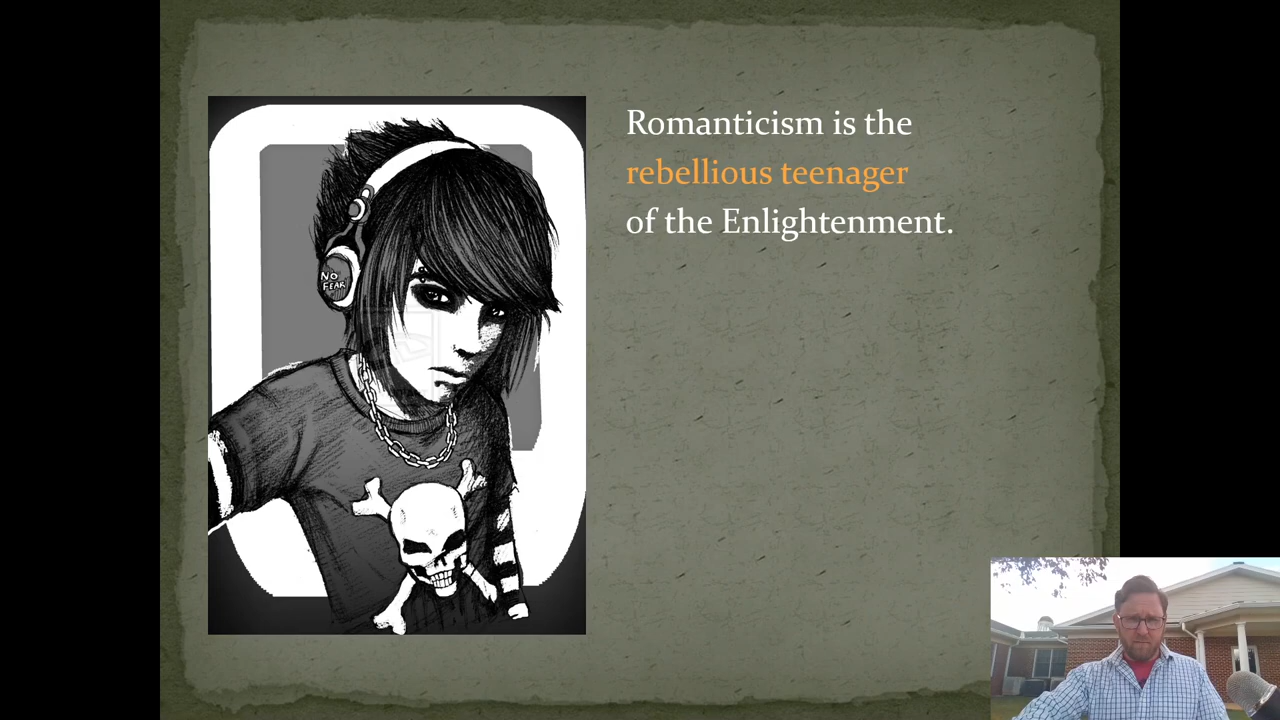 Romanticism is the
rebellious teenager
of the Enlightenment.
NO
FEAR